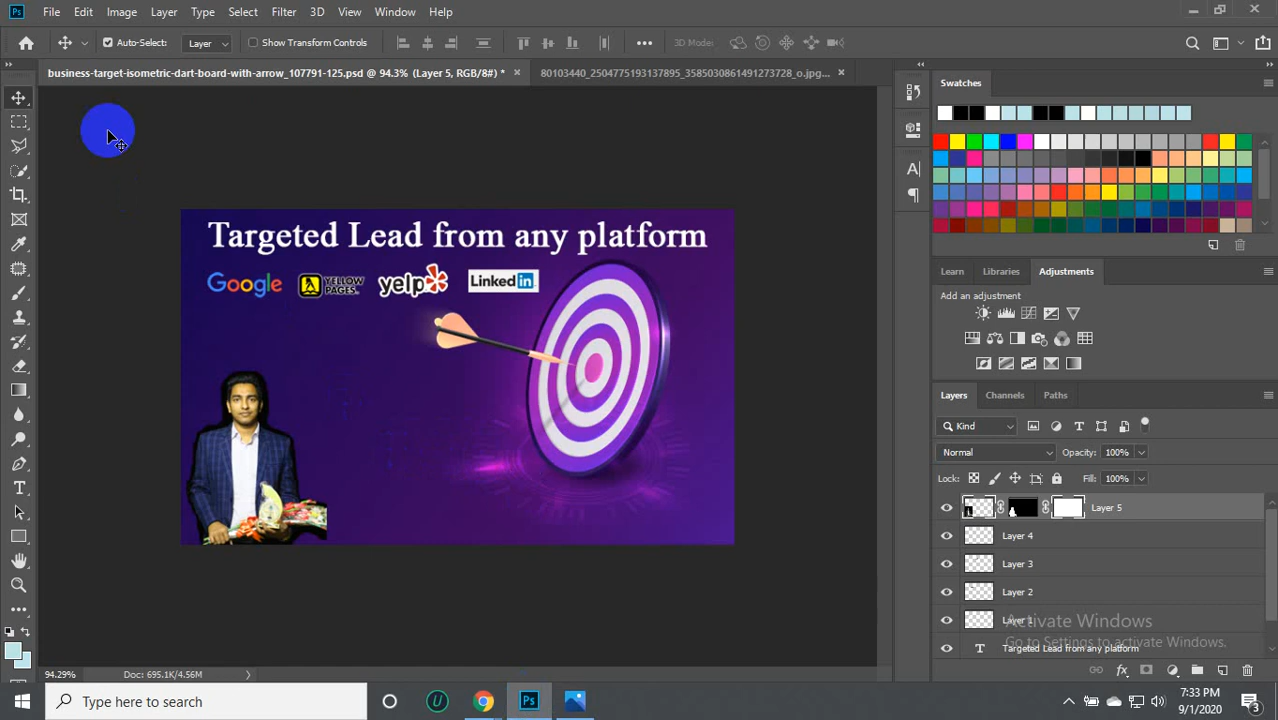 Ps File Edit Image Layer Type Select Filter 3D View Window Help
Auto-Select: Layer Show Transform Controls 3D Mode:
business-target-isometric-dart-board-with-arrow_107791-125.psd @ 94.3% (Layer 5, RGB/8#) *
80103440_2504775193137895_3585030861491273728_o.jpg...
Swatches
Targeted Lead from any platform
Google YELLOW PAGES yelp Linked in
Learn Libraries Adjustments
Add an adjustment
Layers Channels Paths
Kind
Normal Opacity: 100%
Lock: Fill: 100%
Layer 5
Layer 4
Layer 3
Layer 2
Layer 1
Activate Windows
Go to Settings to activate Windows.
T Targeted Lead from any platform
94.29% Doc: 695.1K/4.56M
Type here to search
7:33 PM
9/1/2020
3